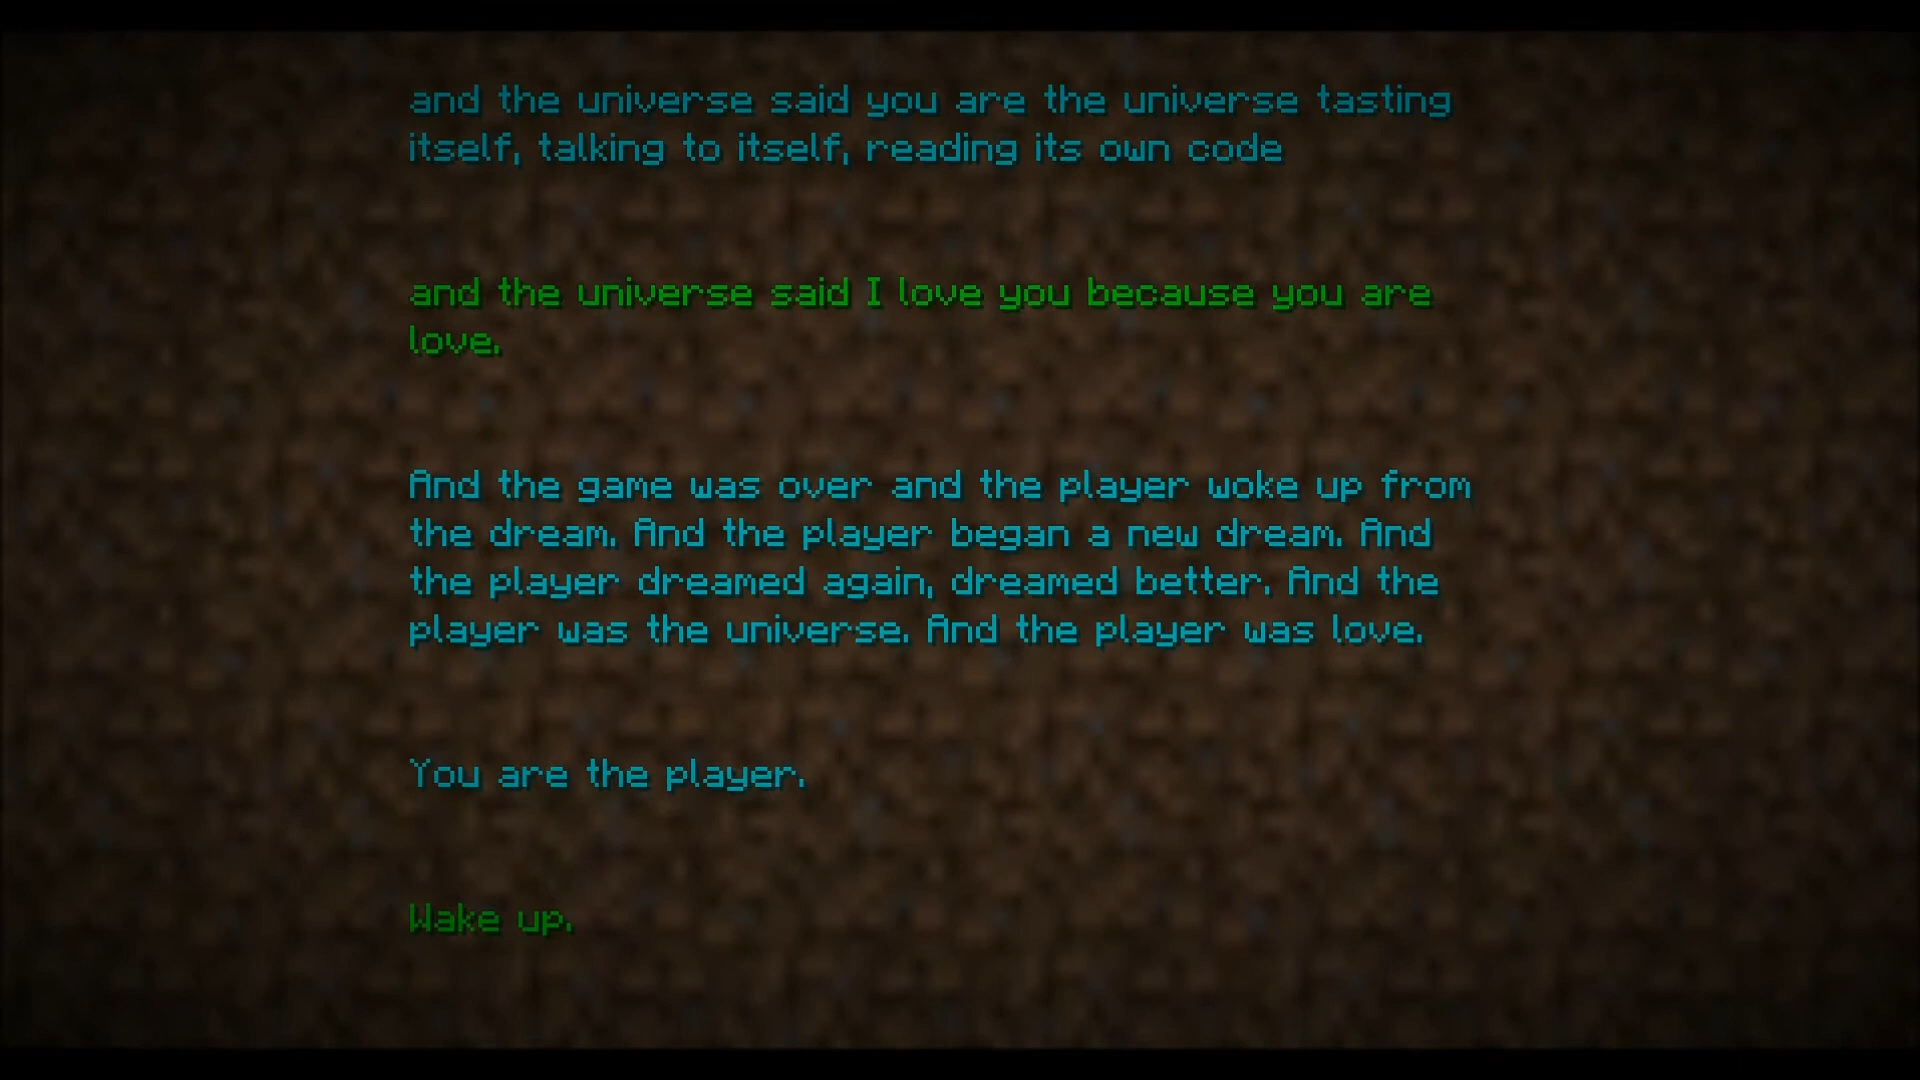 and the universe said you are the universe tasting
itself, talking to itself, reading its own code
and the universe said I love you because you are
love.
And the game was over and the player woke up from
the dream. And the player began a new dream. And
the player dreamed again, dreamed better. And the
player was the universe. And the player was love.
You are the player.
Wake up.